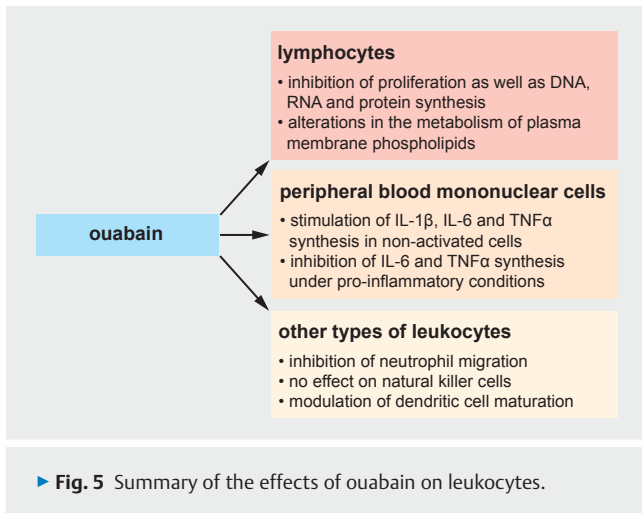 lymphocytes
• inhibition of proliferation as well as DNA,
RNA and protein synthesis
• alterations in the metabolism of plasma
membrane phospholipids
ouabain
peripheral blood mononuclear cells
• stimulation of IL-1β, IL-6 and TNFα
synthesis in non-activated cells
• inhibition of IL-6 and TNFα synthesis
under pro-inflammatory conditions
other types of leukocytes
• inhibition of neutrophil migration
• no effect on natural killer cells
• modulation of dendritic cell maturation
► Fig. 5 Summary of the effects of ouabain on leukocytes.